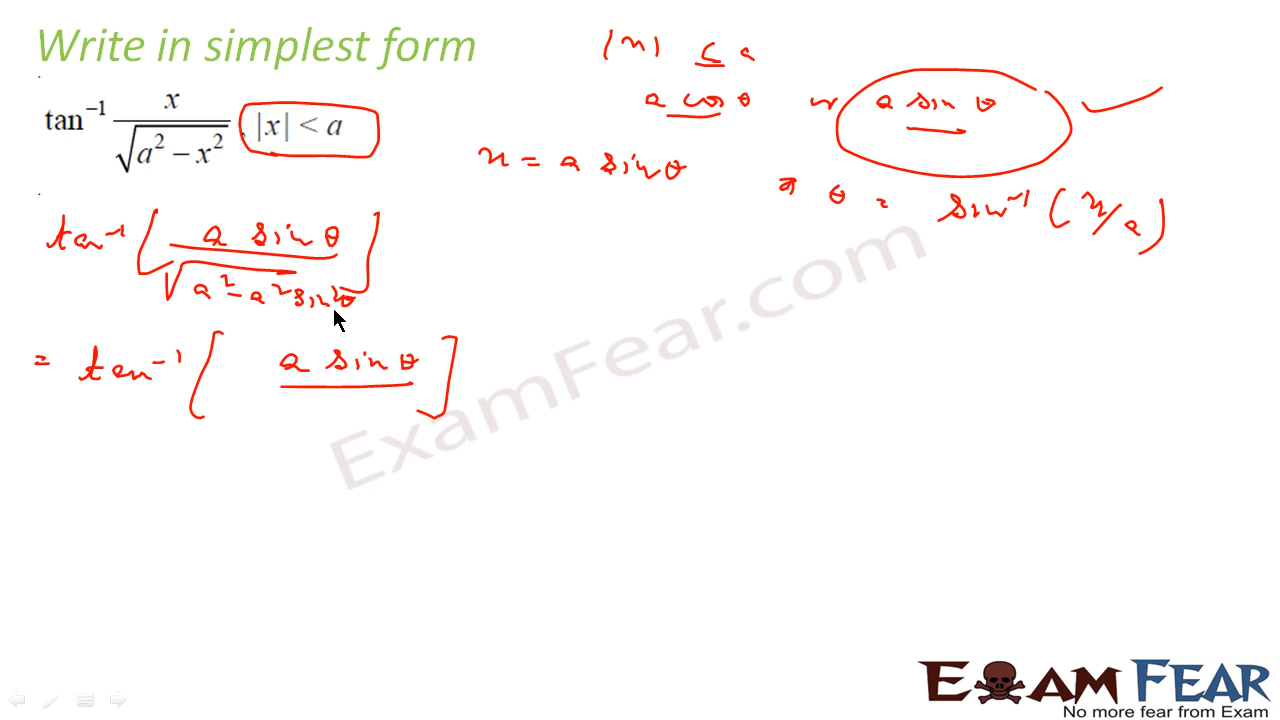 Write in simplest form
tan⁻¹ x/√(a² − x²), |x| < a
|x| ≤ a
a cos θ or a sin θ
x = a sin θ
⇒ θ = sin⁻¹ (x/a)
tan⁻¹ [a sin θ / √(a² − a² sin² θ)]
= tan⁻¹ [a sin θ]
ExamFear.com
EXAM FEAR
No more fear from Exam